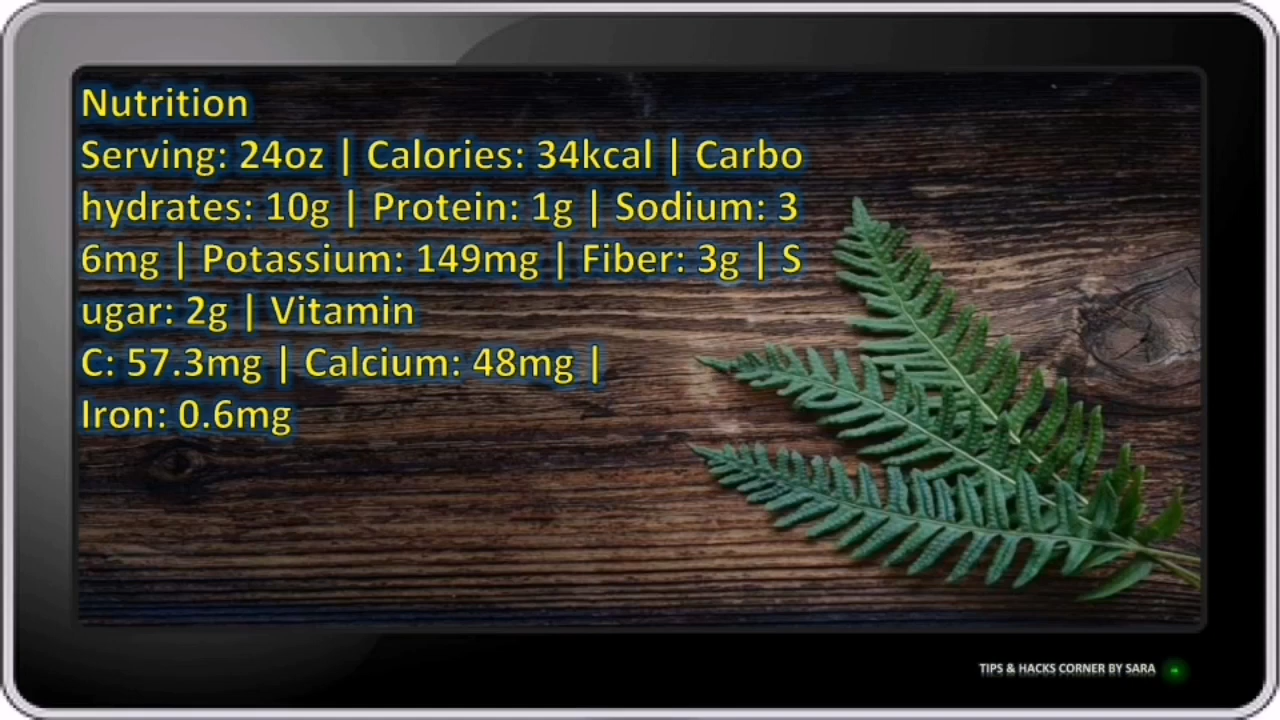 Nutrition
Serving: 24oz | Calories: 34kcal | Carbo
hydrates: 10g | Protein: 1g | Sodium: 3
6mg | Potassium: 149mg | Fiber: 3g | S
ugar: 2g | Vitamin
C: 57.3mg | Calcium: 48mg |
Iron: 0.6mg
TIPS & HACKS CORNER BY SARA